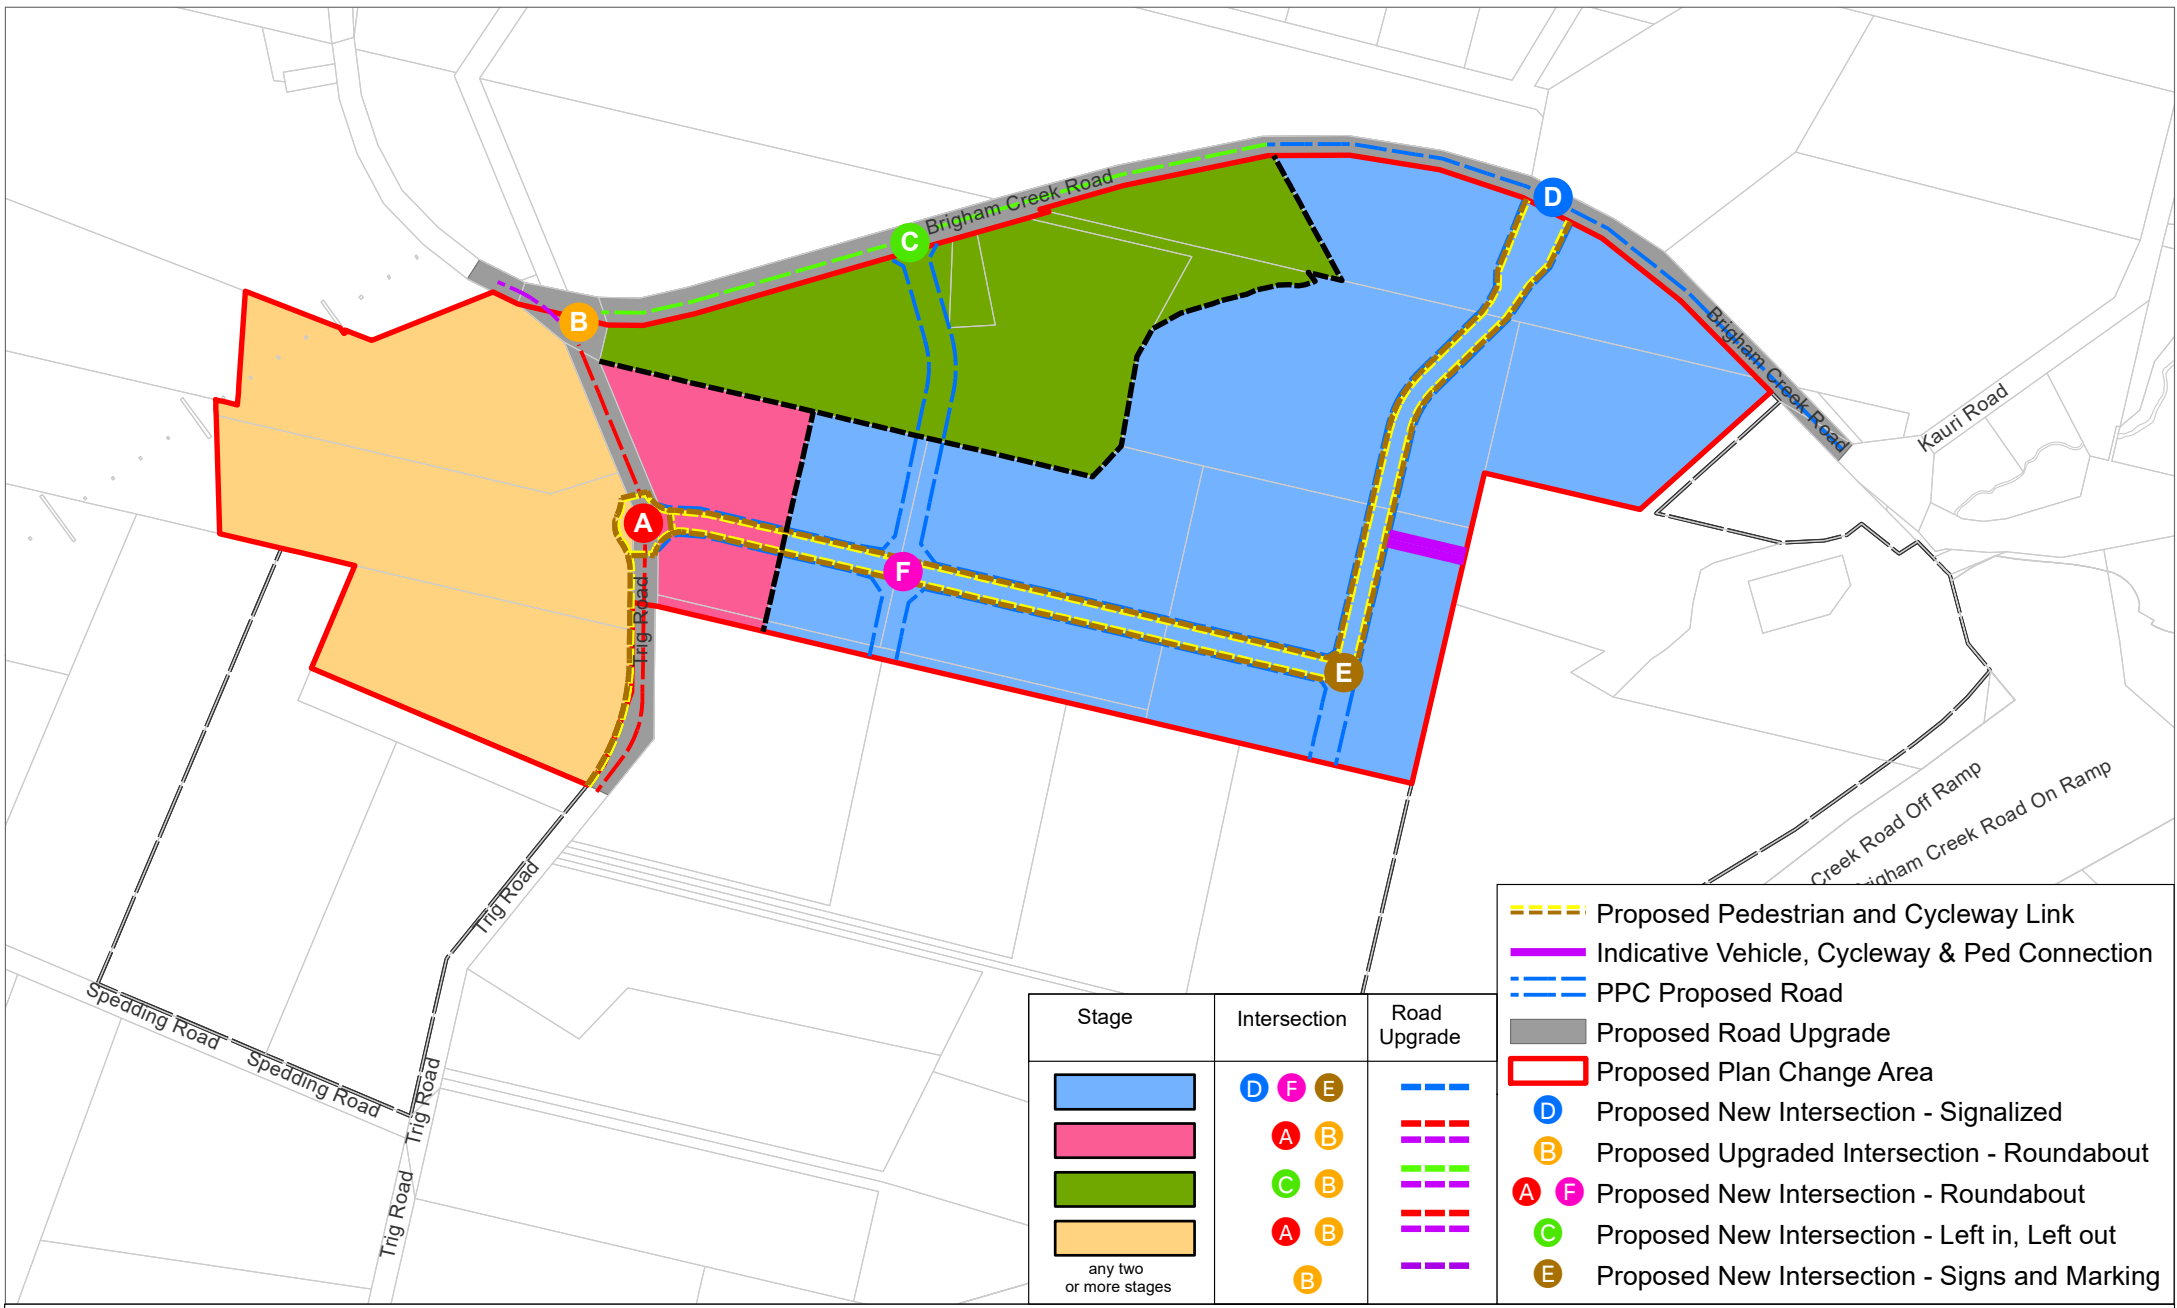 Brigham Creek Road
C
D
B
Brigham Creek Road
Kauri Road
A
F
Trig Road
E
Creek Road Off Ramp
righam Creek Road On Ramp
Trig Road
Spedding Road
Spedding Road
Trig Road
Trig Road
Stage
Intersection
Road
Upgrade
D F E
A B
C B
A B
any two
or more stages
B
Proposed Pedestrian and Cycleway Link
Indicative Vehicle, Cycleway & Ped Connection
PPC Proposed Road
Proposed Road Upgrade
Proposed Plan Change Area
D Proposed New Intersection - Signalized
B Proposed Upgraded Intersection - Roundabout
A F Proposed New Intersection - Roundabout
C Proposed New Intersection - Left in, Left out
E Proposed New Intersection - Signs and Marking